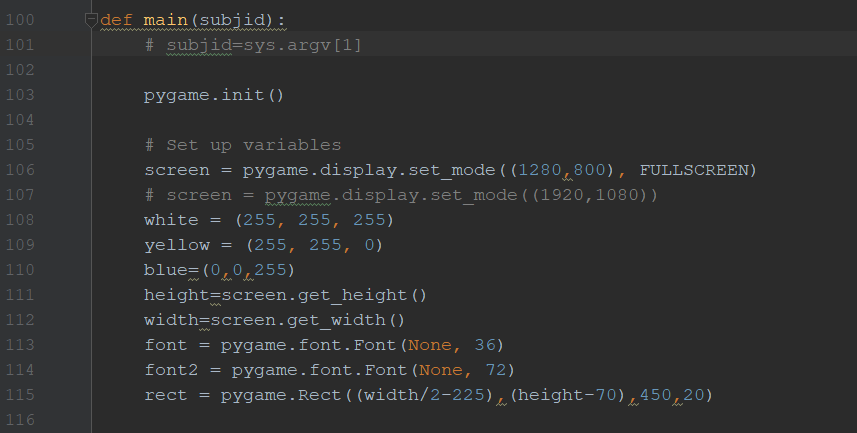 100 def main(subjid):
101     # subjid=sys.argv[1]
102
103     pygame.init()
104
105     # Set up variables
106     screen = pygame.display.set_mode((1280,800), FULLSCREEN)
107     # screen = pygame.display.set_mode((1920,1080))
108     white = (255, 255, 255)
109     yellow = (255, 255, 0)
110     blue=(0,0,255)
111     height=screen.get_height()
112     width=screen.get_width()
113     font = pygame.font.Font(None, 36)
114     font2 = pygame.font.Font(None, 72)
115     rect = pygame.Rect((width/2-225),(height-70),450,20)
116